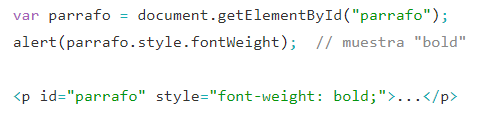 var parrafo = document.getElementById("parrafo");
alert(parrafo.style.fontWeight);  // muestra "bold"
<p id="parrafo" style="font-weight: bold;">...</p>